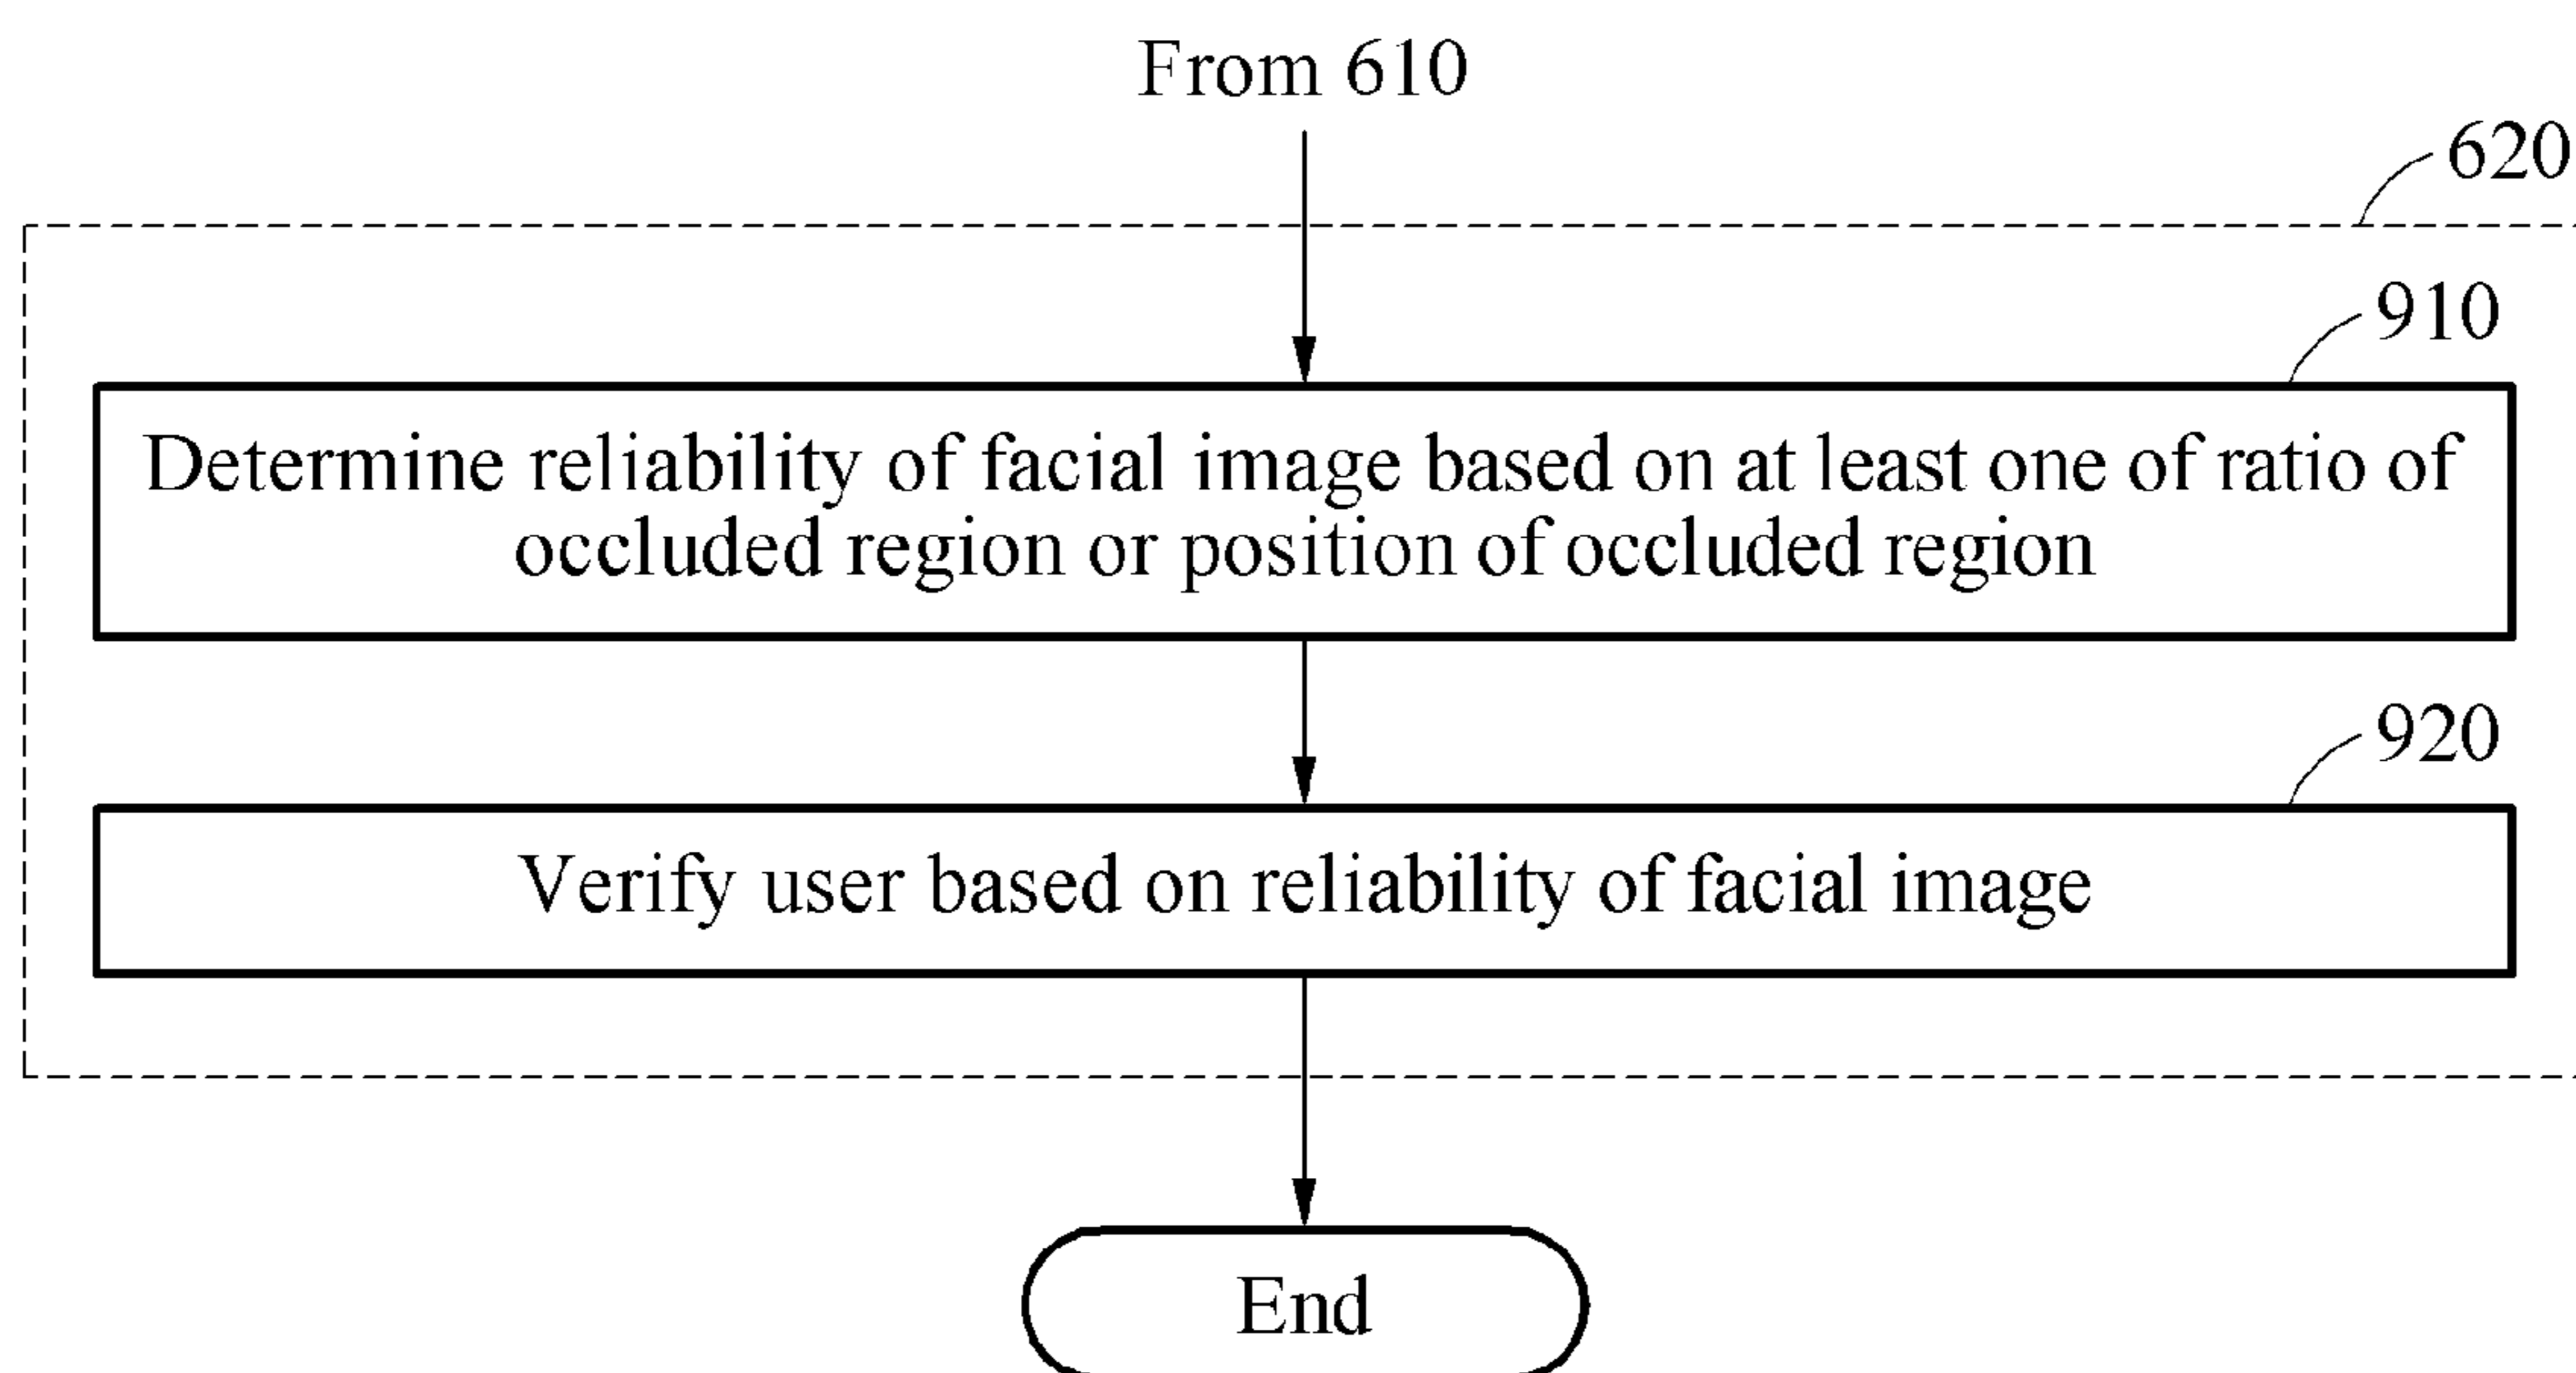 From 610
620
910
Determine reliability of facial image based on at least one of ratio of
occluded region or position of occluded region
920
Verify user based on reliability of facial image
End